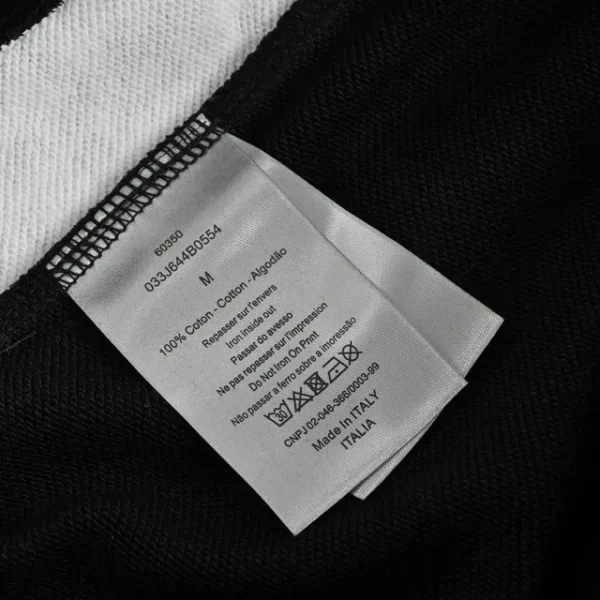 60350
033J644B0554
M
100% Coton - Cotton - Algodão
Repasser sur l'envers
Iron inside out
Passar do avesso
Ne pas repasser sur l'impression
Do Not Iron On Print
Não passar a ferro sobre a impressão
30
CNPJ 02-046-366/0003-99
Made In ITALY
ITALIA